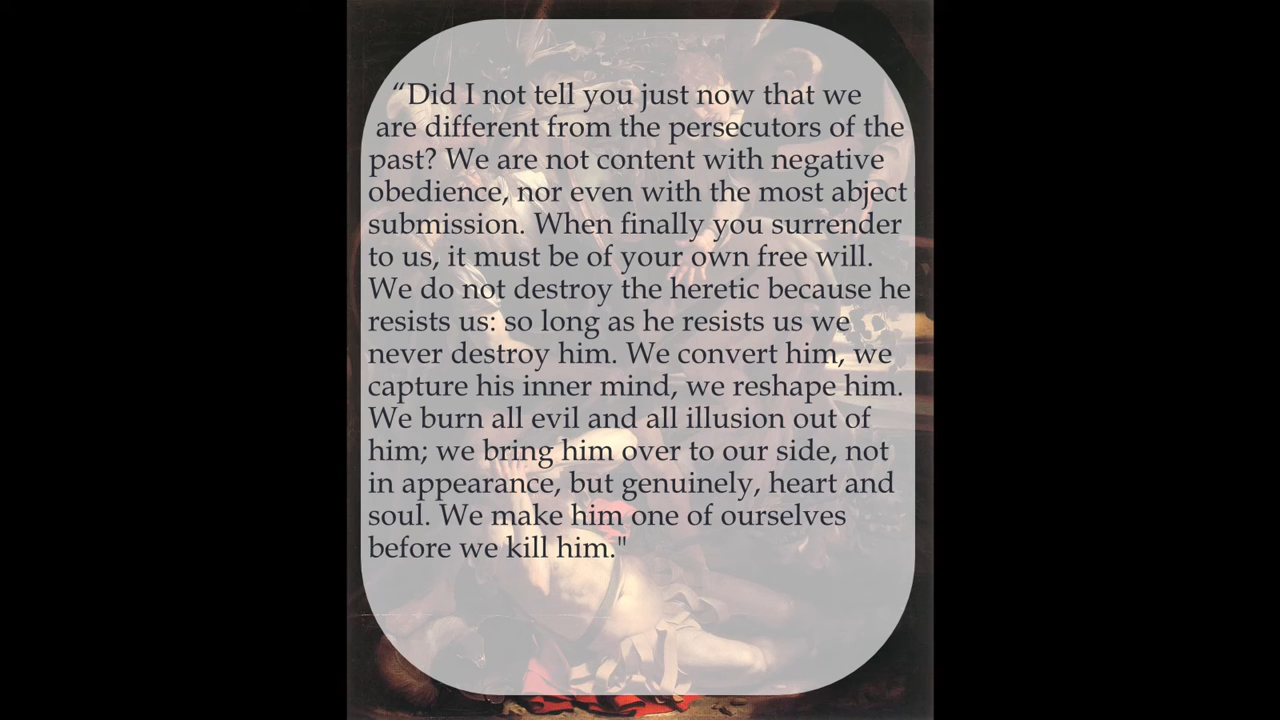 “Did I not tell you just now that we
are different from the persecutors of the
past? We are not content with negative
obedience, nor even with the most abject
submission. When finally you surrender
to us, it must be of your own free will.
We do not destroy the heretic because he
resists us: so long as he resists us we
never destroy him. We convert him, we
capture his inner mind, we reshape him.
We burn all evil and all illusion out of
him; we bring him over to our side, not
in appearance, but genuinely, heart and
soul. We make him one of ourselves
before we kill him."